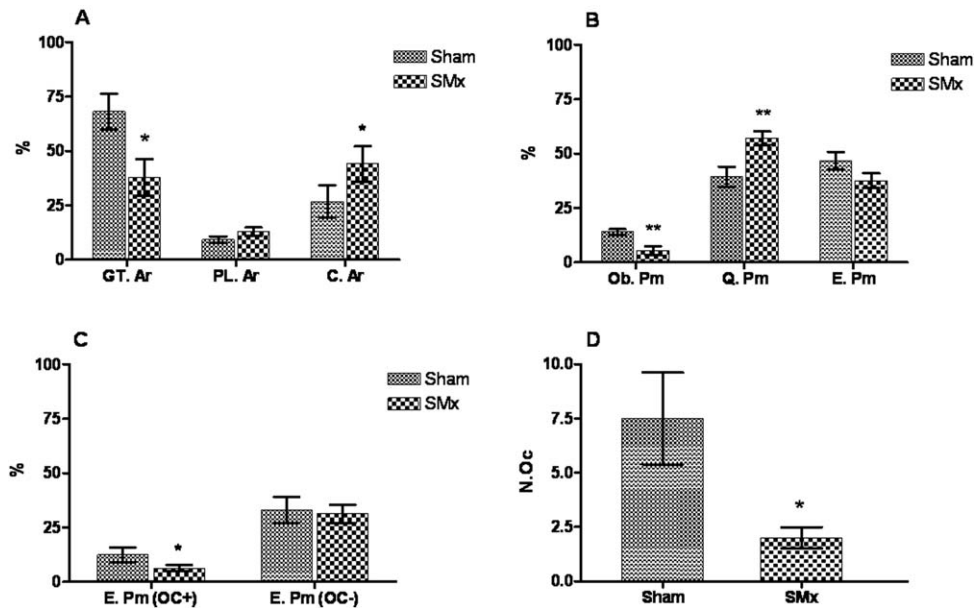 A
100
75
50
25
0
%
Sham
SMx
*
*
GT. Ar PL. Ar C. Ar
B
100
75
50
25
0
%
Sham
SMx
**
**
Ob. Pm Q. Pm E. Pm
C
100
75
50
25
0
%
Sham
SMx
*
E. Pm (OC+) E. Pm (OC-)
D
10.0
7.5
5.0
2.5
0.0
N.Oc
*
Sham SMx